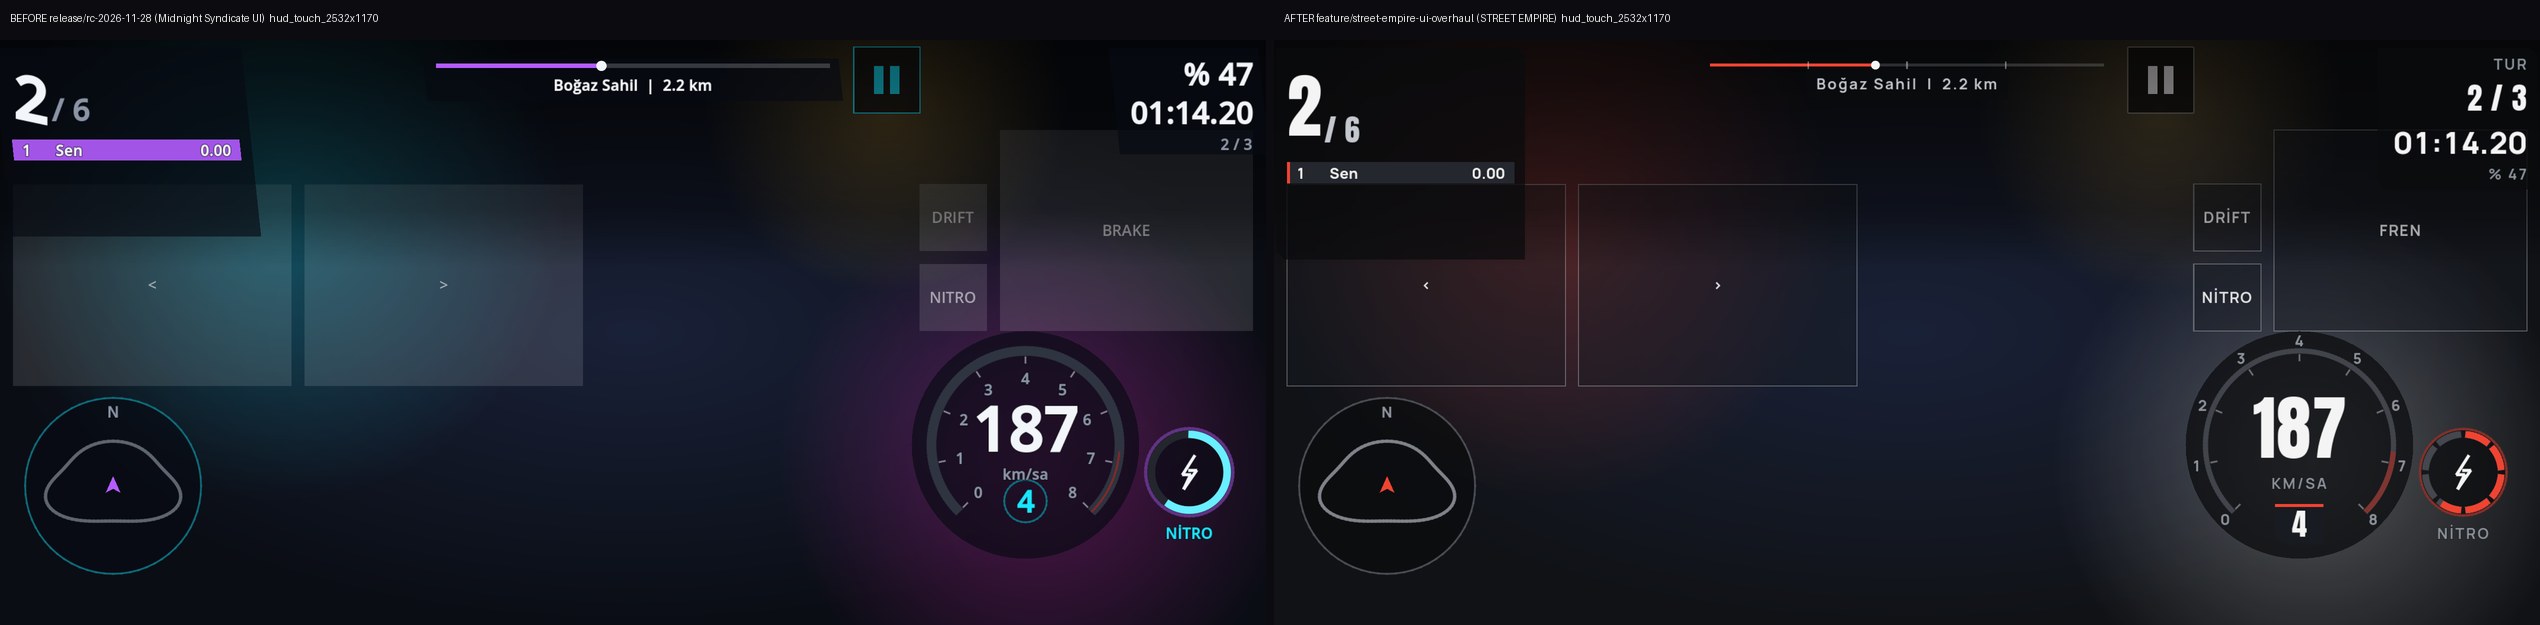 BEFORE release/rc-2026-11-28 (Midnight Syndicate UI) hud_touch_2532x1170
2 / 6
1 Sen 0.00
Boğaz Sahil | 2.2 km
% 47
01:14.20
2 / 3
DRIFT
BRAKE
NITRO
<
>
N
0 1 2 3 4 5 6 7 8
187
km/sa
4
NİTRO
AFTER feature/street-empire-ui-overhaul (STREET EMPIRE) hud_touch_2532x1170
2 / 6
1 Sen 0.00
Boğaz Sahil | 2.2 km
TUR
2 / 3
01:14.20
% 47
DRİFT
FREN
NİTRO
‹
›
N
0 1 2 3 4 5 6 7 8
187
KM/SA
4
NİTRO